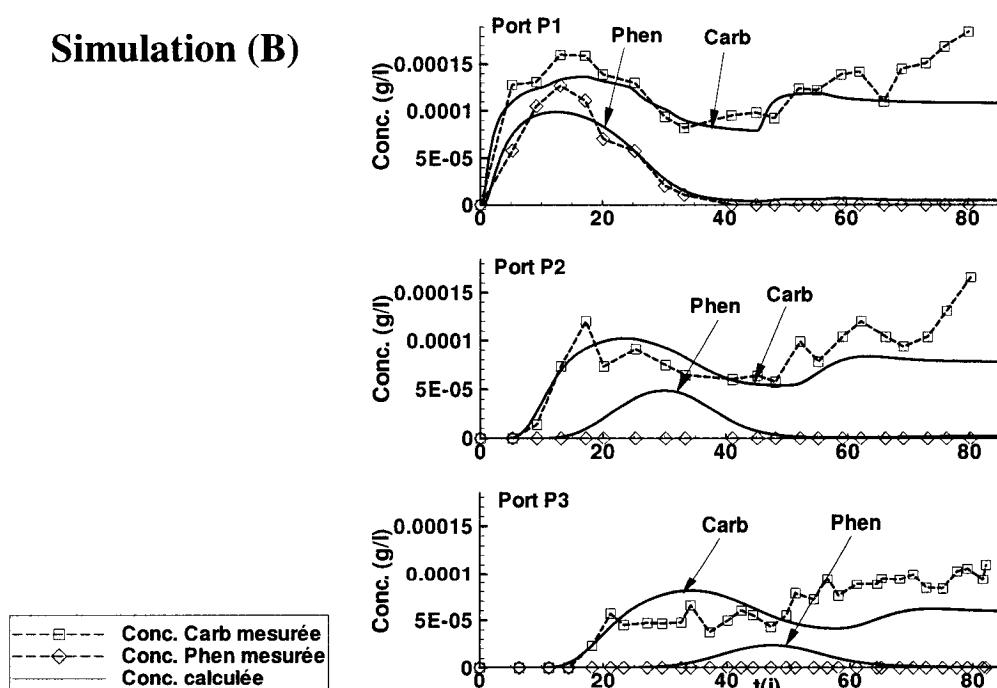 Simulation (B)
Port P1
Phen
Carb
Conc. (g/l)
0.00015
0.0001
5E-05
0
0
20
40
60
80
Port P2
Phen
Carb
Conc. (g/l)
0.00015
0.0001
5E-05
0
0
20
40
60
80
Port P3
Carb
Phen
Conc. (g/l)
0.00015
0.0001
5E-05
0
0
20
40
60
80
t(j)
Conc. Carb mesurée
Conc. Phen mesurée
Conc. calculée